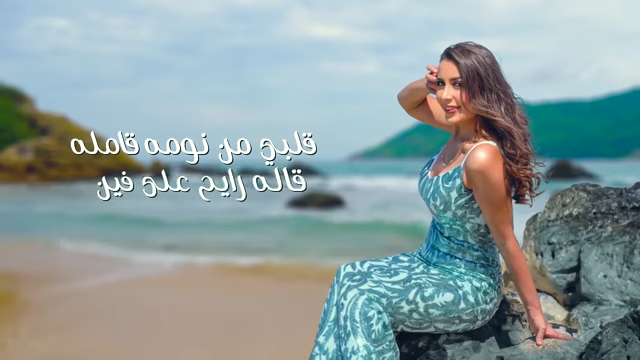 قلبي من نومه قامله
قاله رايح على فين